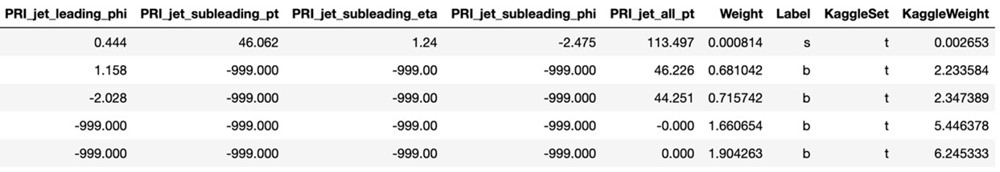 PRI_jet_leading_phi PRI_jet_subleading_pt PRI_jet_subleading_eta PRI_jet_subleading_phi PRI_jet_all_pt Weight Label KaggleSet KaggleWeight
0.444 46.062 1.24 -2.475 113.497 0.000814 s t 0.002653
1.158 -999.000 -999.00 -999.000 46.226 0.681042 b t 2.233584
-2.028 -999.000 -999.00 -999.000 44.251 0.715742 b t 2.347389
-999.000 -999.000 -999.00 -999.000 -0.000 1.660654 b t 5.446378
-999.000 -999.000 -999.00 -999.000 0.000 1.904263 b t 6.245333